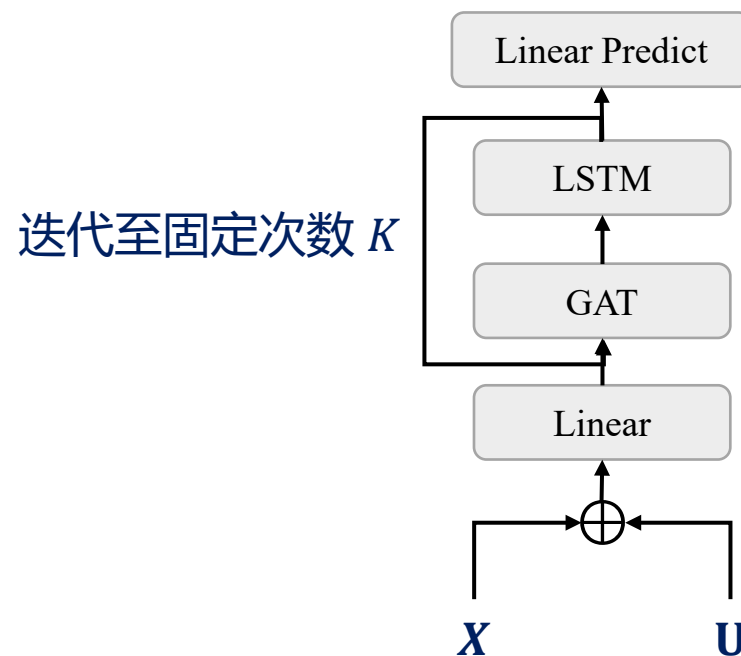 Linear Predict
LSTM
迭代至固定次数 K
GAT
Linear
X
U